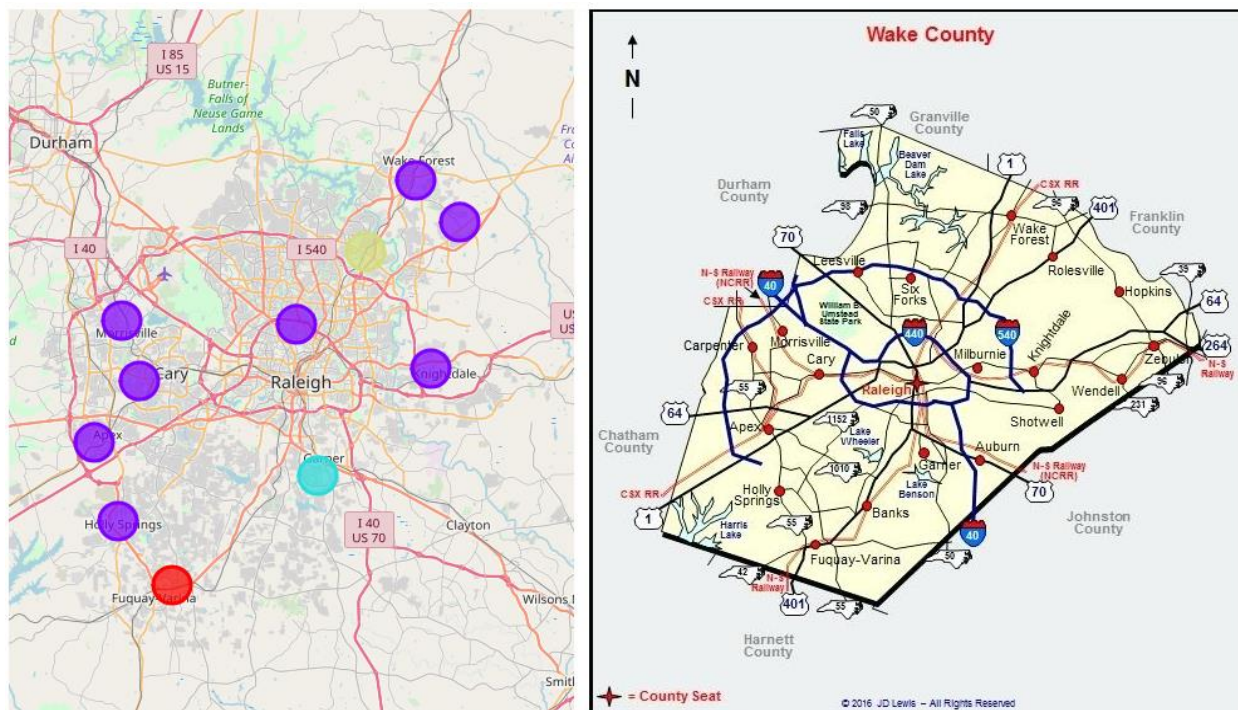 I 85
US 15
Butner-
Falls of
Neuse Game
Lands
Durham
Wake Forest
I 40
I 540
Morrisville
Cary
Raleigh
Knightdale
Apex
Garner
Holly Springs
I 40
US 70
Clayton
Fuquay-Varina
Wilsons
Smit
Wake County
N
50
Granville
County
Falls
Lake
Beaver
Dam
Lake
1
CSX RR
Durham
County
98
96
401
Franklin
County
70
Wake
Forest
Leesville
Rolesville
N-S Railway
(NCRR)
40
Six
Forks
39
CSX RR
William B
Umstead
State Park
Hopkins
64
440
540
Morrisville
Knightdale
Carpenter
Cary
Milburnie
264
Zebulon
N-S
Railway
55
Raleigh
Wendell
96
64
231
1152
Shotwell
Apex
Lake
Wheeler
Chatham
County
Auburn
1010
Garner
N-S Railway
(NCRR)
CSX RR
Holly
Springs
Lake
Benson
70
1
55
Banks
Johnston
County
Harris
Lake
40
Fuquay-Varina
50
42
N-S
Railway
401
55
Harnett
County
= County Seat
© 2016 JD Lewis – All Rights Reserved